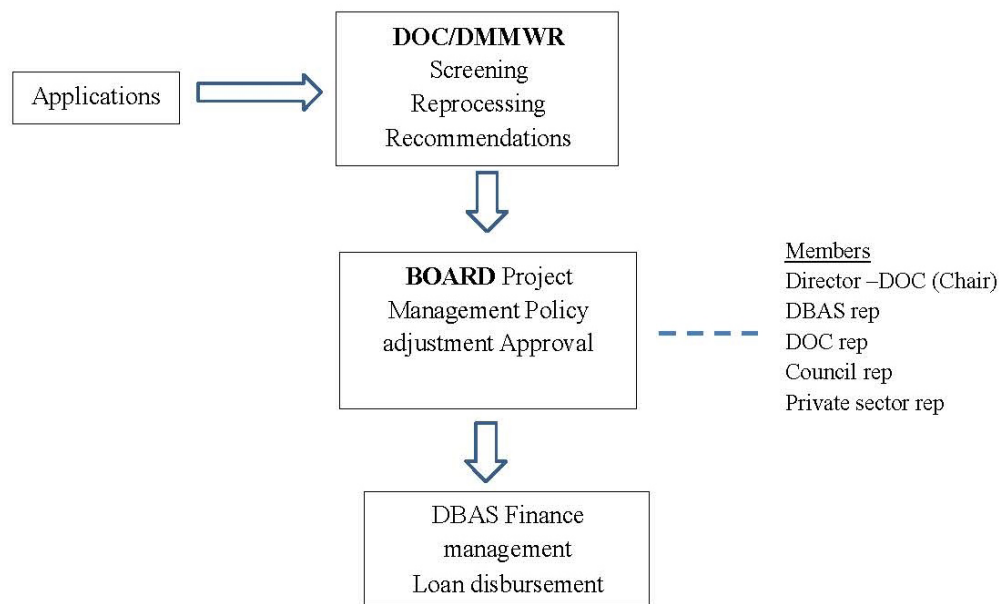 Applications
DOC/DMMWR
Screening
Reprocessing
Recommendations
BOARD Project
Management Policy
adjustment Approval
Members
Director –DOC (Chair)
DBAS rep
DOC rep
Council rep
Private sector rep
DBAS Finance
management
Loan disbursement